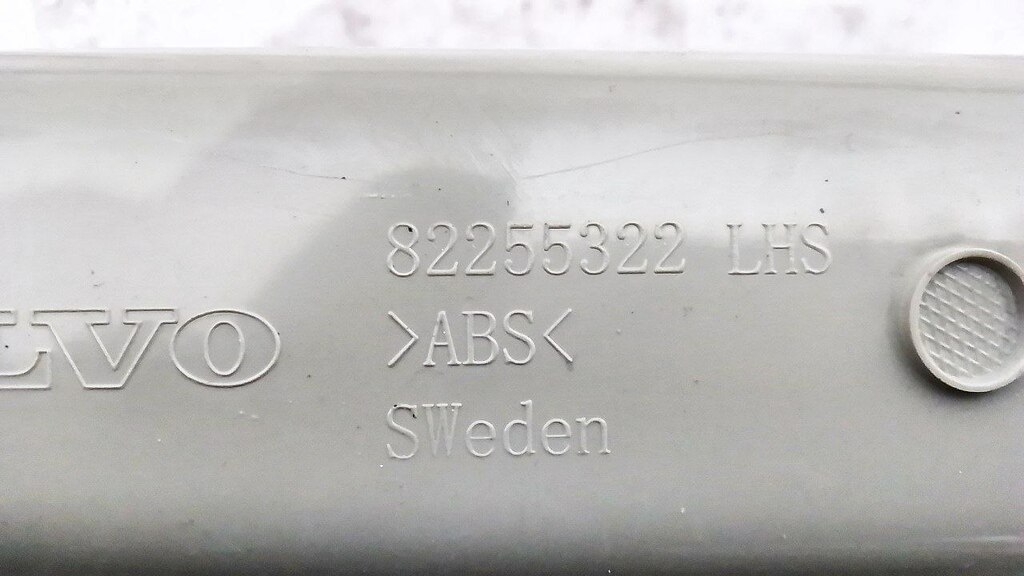 82255322 LHS
LVO
>ABS<
SWeden